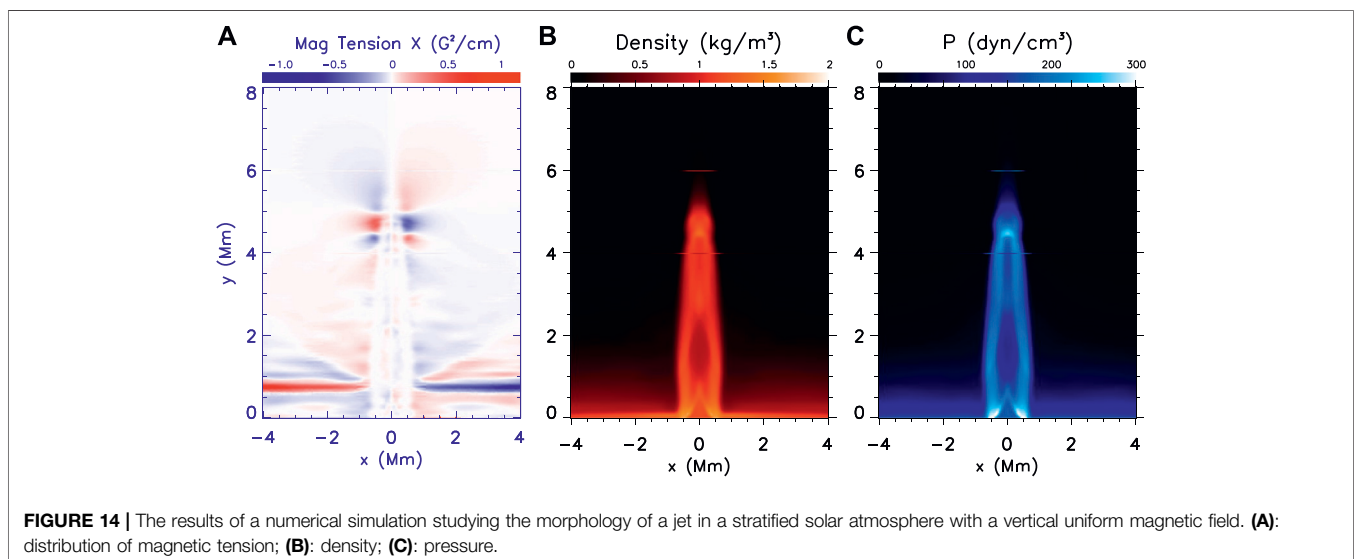 A
Mag Tension X (G²/cm)
−1.0 −0.5 0 0.5 1
8
6
4
2
0
y (Mm)
−4 −2 0 2 4
x (Mm)
B
Density (kg/m³)
0 0.5 1 1.5 2
8
6
4
2
0
−4 −2 0 2 4
x (Mm)
C
P (dyn/cm³)
0 100 200 300
8
6
4
2
0
−4 −2 0 2 4
x (Mm)
FIGURE 14 | The results of a numerical simulation studying the morphology of a jet in a stratified solar atmosphere with a vertical uniform magnetic field. (A):
distribution of magnetic tension; (B): density; (C): pressure.